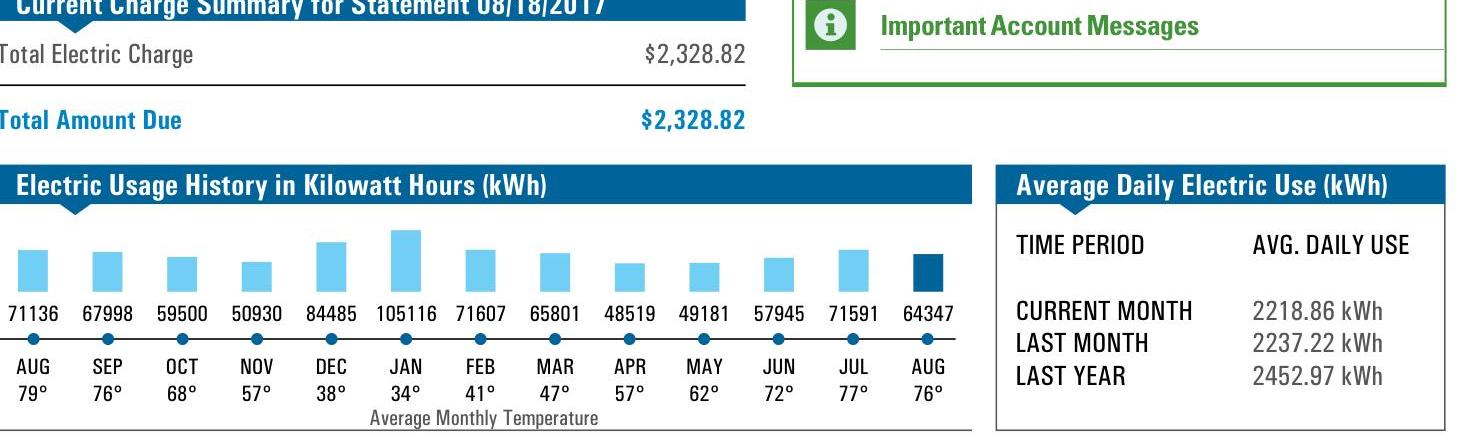 Current Charge Summary for Statement 08/18/2017
Total Electric Charge $2,328.82
Total Amount Due $2,328.82
Important Account Messages
Electric Usage History in Kilowatt Hours (kWh)
71136 67998 59500 50930 84485 105116 71607 65801 48519 49181 57945 71591 64347
AUG SEP OCT NOV DEC JAN FEB MAR APR MAY JUN JUL AUG
79° 76° 68° 57° 38° 34° 41° 47° 57° 62° 72° 77° 76°
Average Monthly Temperature
Average Daily Electric Use (kWh)
TIME PERIOD AVG. DAILY USE
CURRENT MONTH 2218.86 kWh
LAST MONTH 2237.22 kWh
LAST YEAR 2452.97 kWh